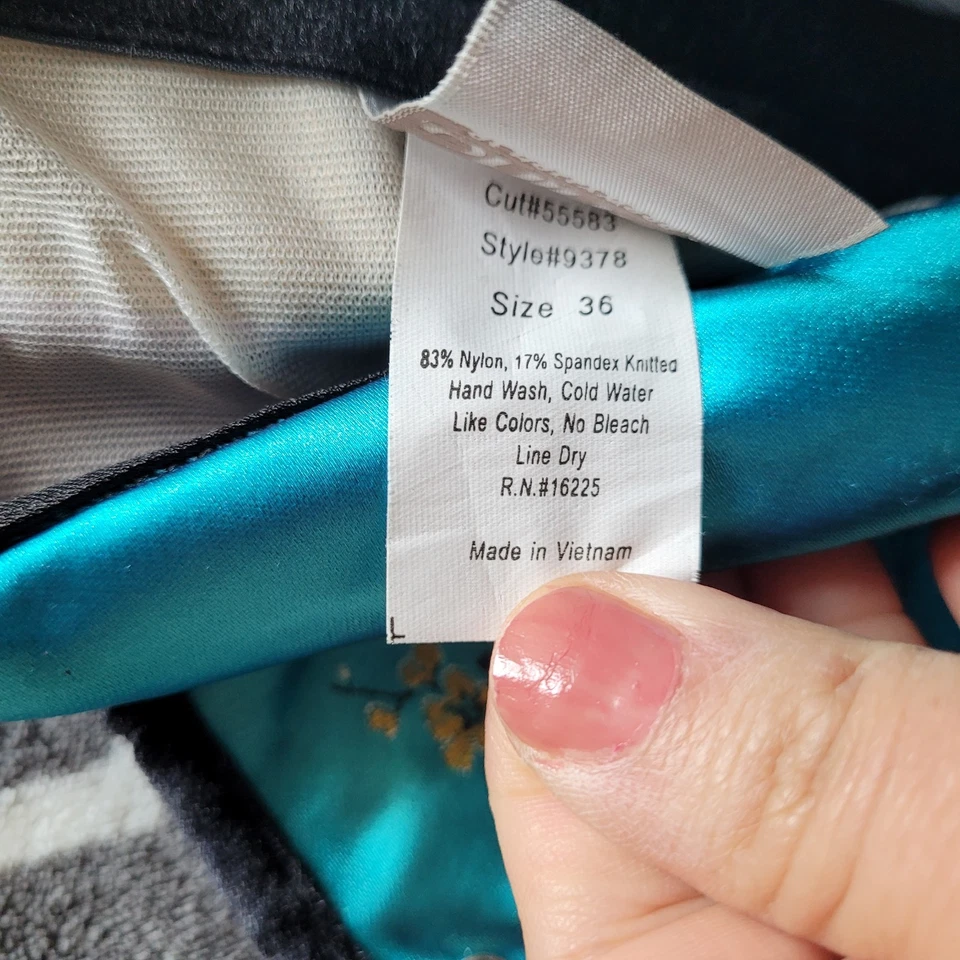 Cut#55583
Style#9378
Size 36
83% Nylon, 17% Spandex Knitted
Hand Wash, Cold Water
Like Colors, No Bleach
Line Dry
R.N.#16225
Made in Vietnam